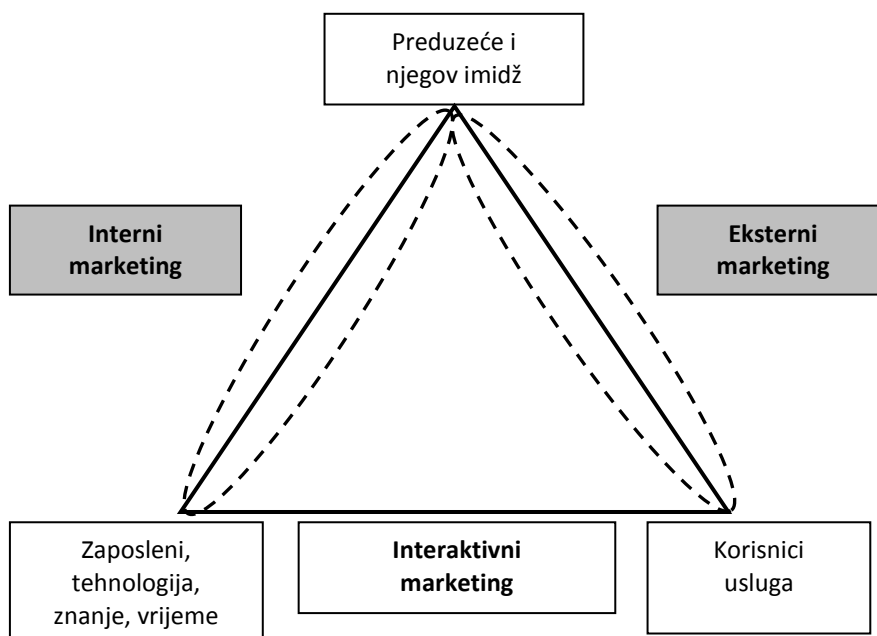 Preduzeće i
njegov imidž
Interni
marketing
Eksterni
marketing
Zaposleni,
tehnologija,
znanje, vrijeme
Interaktivni
marketing
Korisnici
usluga